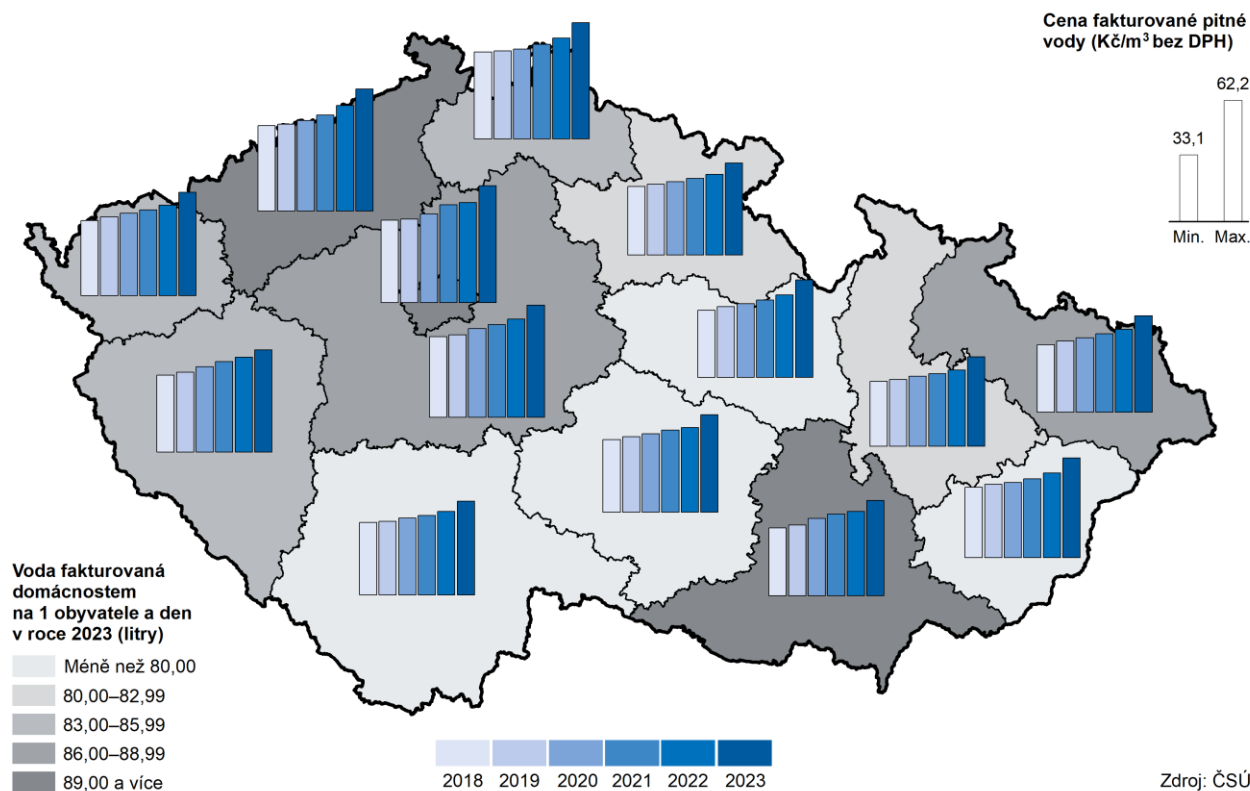 Cena fakturované pitné
vody (Kč/m³ bez DPH)
62,2
33,1
Min. Max.
Voda fakturovaná
domácnostem
na 1 obyvatele a den
v roce 2023 (litry)
Méně než 80,00
80,00–82,99
83,00–85,99
86,00–88,99
89,00 a více
2018 2019 2020 2021 2022 2023
Zdroj: ČSÚ